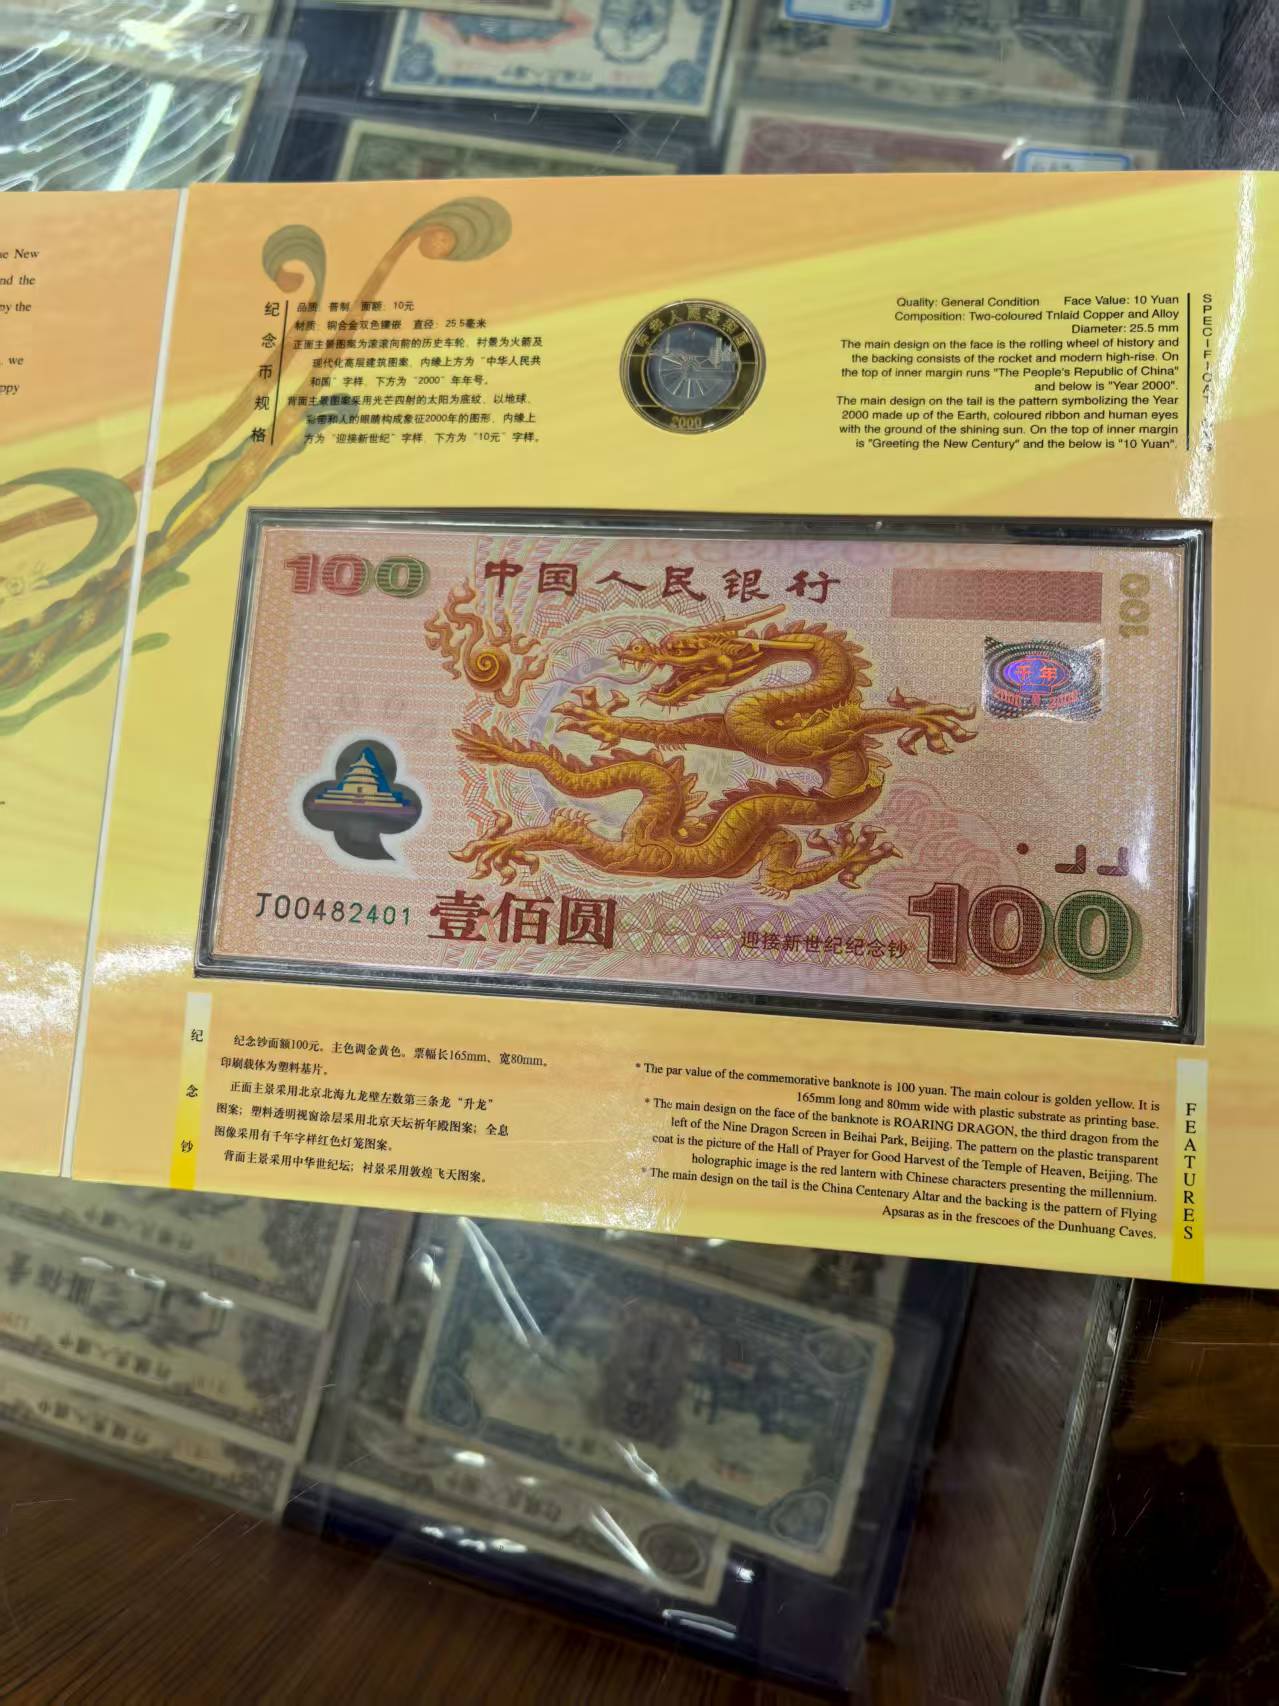 he New
nd the
py the
, we
ppy
纪念币规格
品质：普制 面额：10元
材质：铜合金双色镶嵌 直径：25.5毫米
正面主景图案为滚滚向前的历史车轮，衬景为火箭及
现代化高层建筑图案，内缘上方为“中华人民共
和国”字样，下方为“2000”年年号。
背面主景图案采用光芒四射的太阳为底纹，以地球、
彩带和人的眼睛构成象征2000年的图形，内缘上
方为“迎接新世纪”字样，下方为“10元”字样。
中华人民共和国
2000
Quality: General Condition Face Value: 10 Yuan
Composition: Two-coloured Tnlaid Copper and Alloy
Diameter: 25.5 mm
The main design on the face is the rolling wheel of history and
the backing consists of the rocket and modern high-rise. On
the top of inner margin runs "The People's Republic of China"
and below is "Year 2000".
The main design on the tail is the pattern symbolizing the Year
2000 made up of the Earth, coloured ribbon and human eyes
with the ground of the shining sun. On the top of inner margin
is "Greeting the New Century" and the below is "10 Yuan".
100
中国人民银行
100
千年
J00482401
壹佰圆
迎接新世纪纪念钞
100
纪念钞
纪念钞面额100元。主色调金黄色。票幅长165mm、宽80mm。
印刷载体为塑料基片。
正面主景采用北京北海九龙壁左数第三条龙“升龙”
图案；塑料透明视窗涂层采用北京天坛祈年殿图案；全息
图像采用有千年字样红色灯笼图案。
背面主景采用中华世纪坛；衬景采用敦煌飞天图案。
* The par value of the commemorative banknote is 100 yuan. The main colour is golden yellow. It is
165mm long and 80mm wide with plastic substrate as printing base.
* The main design on the face of the banknote is ROARING DRAGON, the third dragon from the
left of the Nine Dragon Screen in Beihai Park, Beijing. The pattern on the plastic transparent
coat is the picture of the Hall of Prayer for Good Harvest of the Temple of Heaven, Beijing. The
holographic image is the red lantern with Chinese characters presenting the millennium.
* The main design on the tail is the China Centenary Altar and the backing is the pattern of Flying
Apsaras as in the frescoes of the Dunhuang Caves.
FEATURES